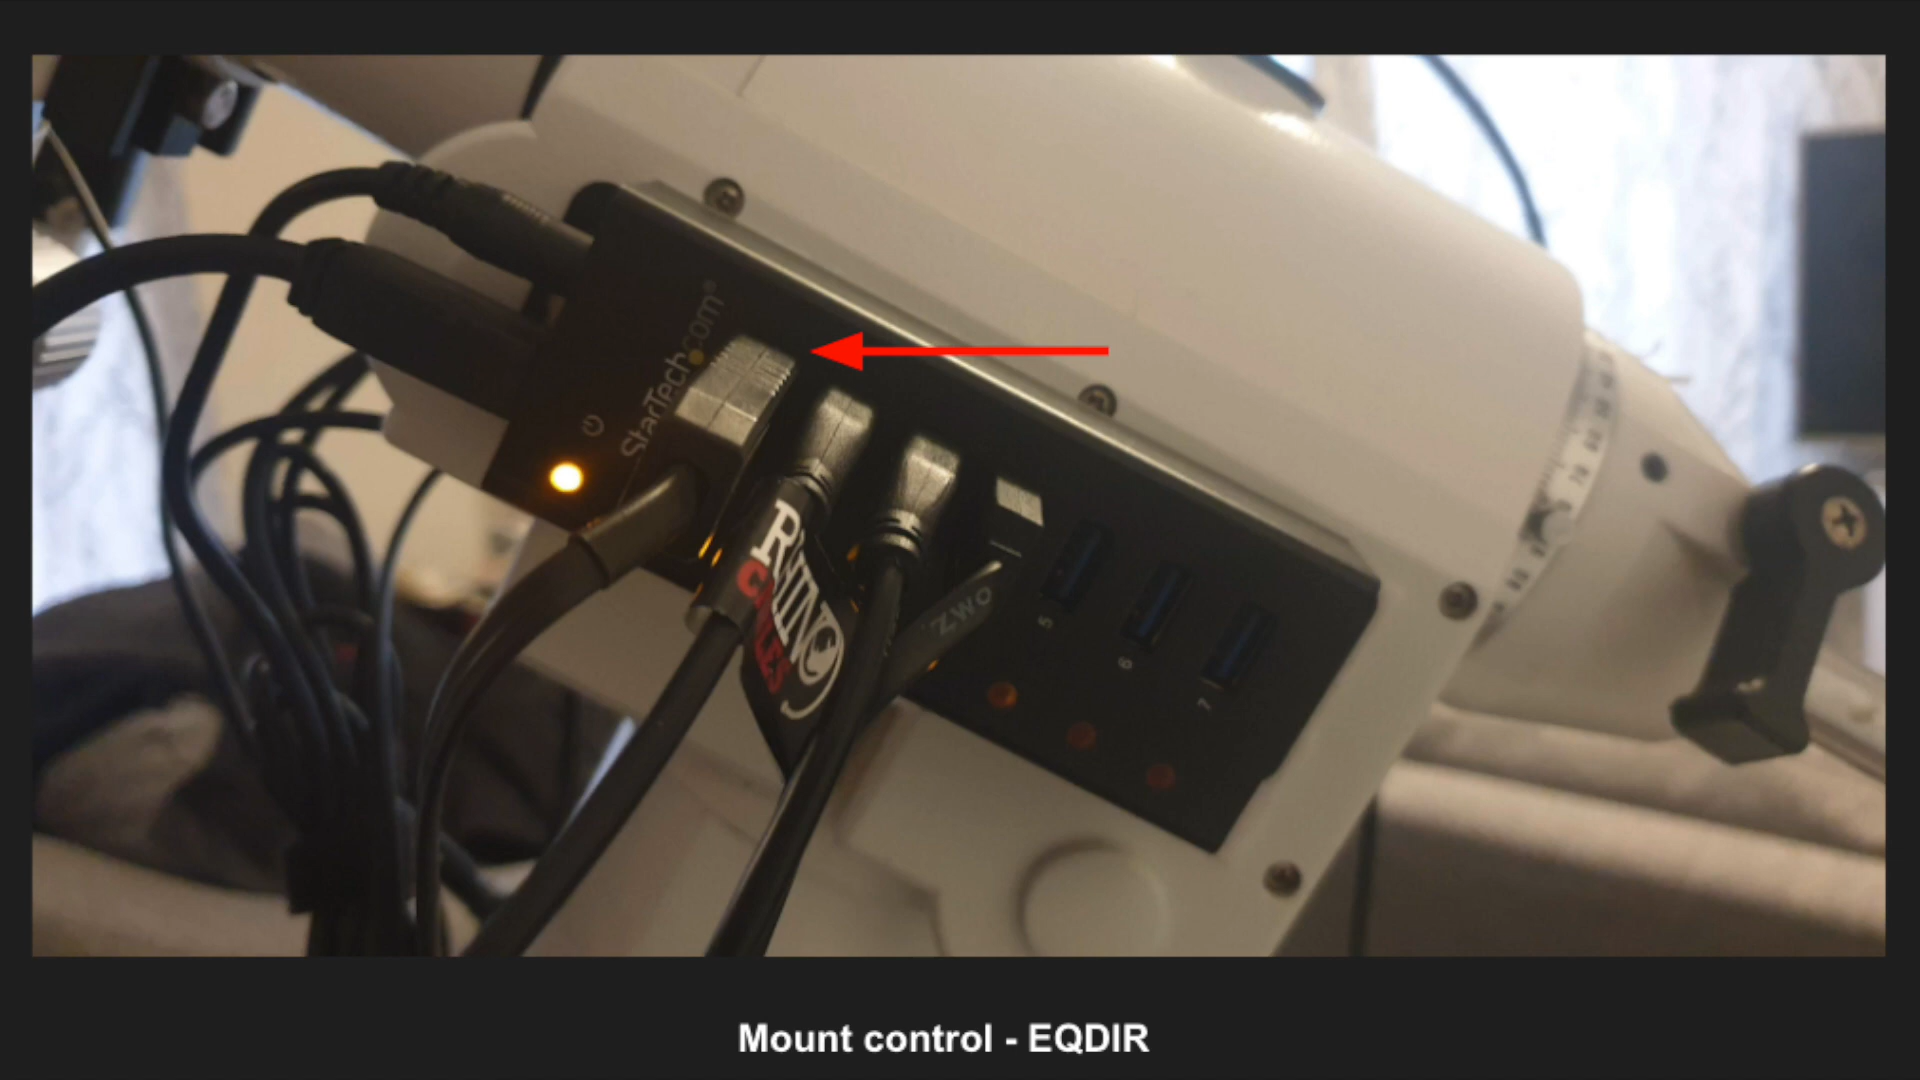 StarTech.com®
RHINO
CABLES
ZWO
5
6
7
Mount control - EQDIR